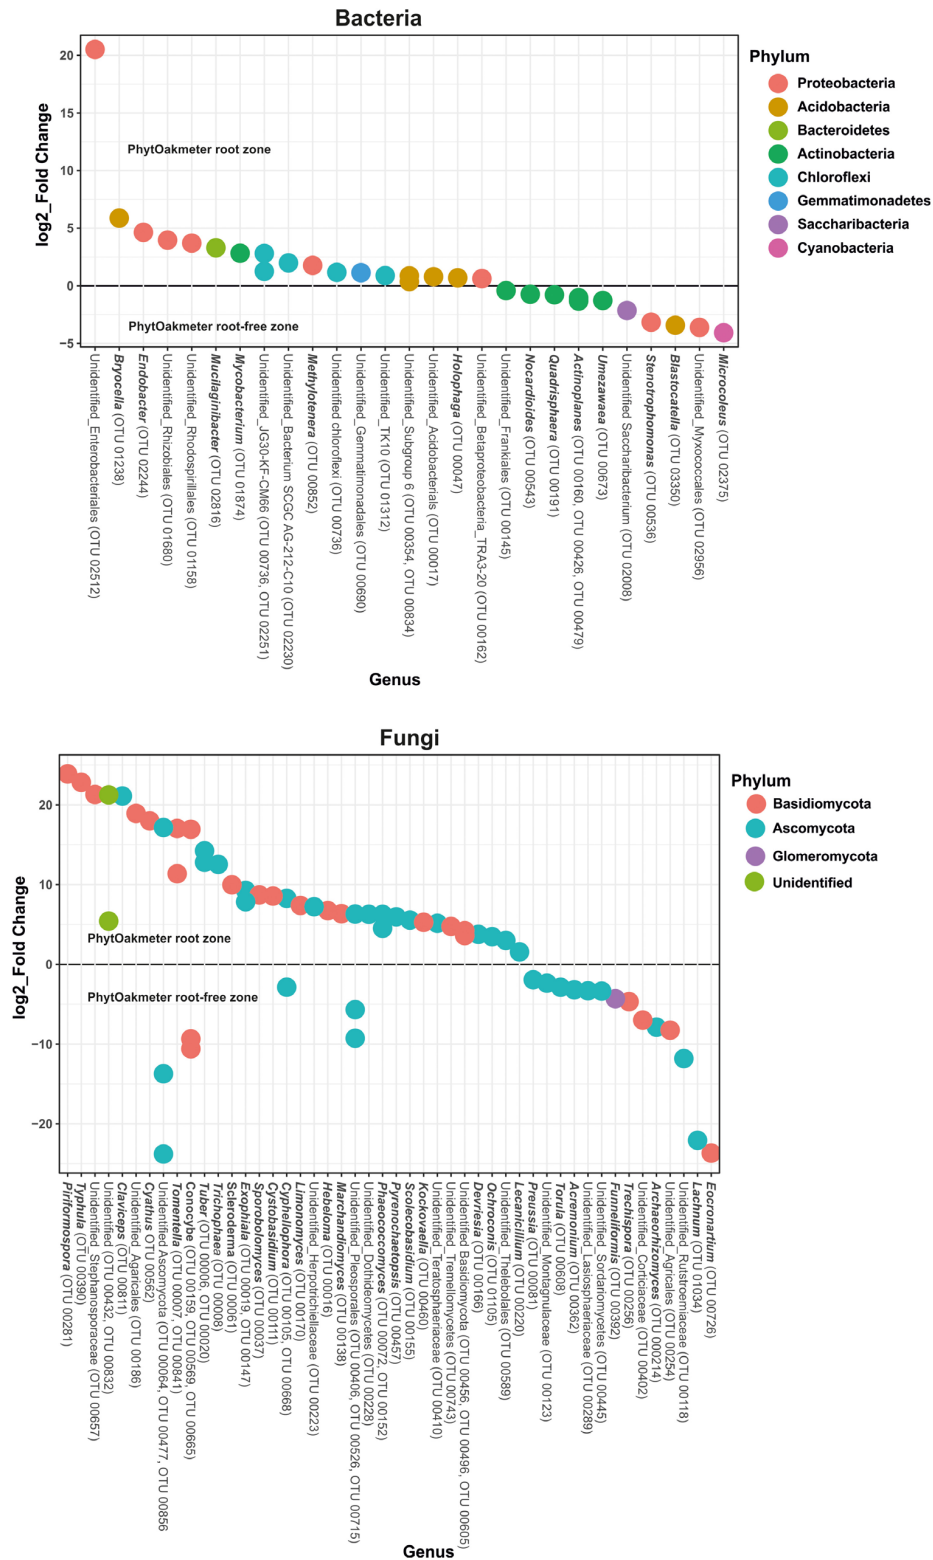 Bacteria
log2_Fold Change
20
15
10
5
0
−5
PhytOakmeter root zone
PhytOakmeter root-free zone
Phylum
Proteobacteria
Acidobacteria
Bacteroidetes
Actinobacteria
Chloroflexi
Gemmatimonadetes
Saccharibacteria
Cyanobacteria
Unidentified_Enterobacteriales (OTU 02512)
Bryocella (OTU 01238)
Endobacter (OTU 02244)
Unidentified_Rhizobiales (OTU 01680)
Unidentified_Rhodospirillales (OTU 01158)
Mucilaginibacter (OTU 02816)
Mycobacterium (OTU 01874)
Unidentified_JG30-KF-CM66 (OTU 00736, OTU 02251)
Unidentified_Bacterium SCGC AG-212-C10 (OTU 02230)
Methylotenera (OTU 00852)
Unidentified chloroflexi (OTU 00736)
Unidentified_Gemmatimonadales (OTU 00690)
Unidentified_TK10 (OTU 01312)
Unidentified_Subgroup 6 (OTU 00354, OTU 00834)
Unidentified_Acidobacterials (OTU 00017)
Holophaga (OTU 00047)
Unidentified_Betaproteobacteria_TRA3-20 (OTU 00162)
Unidentified_Frankiales (OTU 00145)
Nocardioides (OTU 00543)
Quadrisphaera (OTU 00191)
Actinoplanes (OTU 00160, OTU 00426, OTU 00479)
Umezawaea (OTU 00673)
Unidentified Saccharibacterium (OTU 02008)
Stenotrophomonas (OTU 00536)
Blastocatella (OTU 03350)
Unidentified_Myxococcales (OTU 02956)
Microcoleus (OTU 02375)
Genus
Fungi
log2_Fold Change
20
10
0
−10
−20
PhytOakmeter root zone
PhytOakmeter root-free zone
Phylum
Basidiomycota
Ascomycota
Glomeromycota
Unidentified
Piriformospora (OTU 00281)
Typhula (OTU 00390)
Unidentified_Stephanosporaceae (OTU 00657)
Unidentified (OTU 00432, OTU 00832)
Claviceps (OTU 00811)
Unidentified_Agaricales (OTU 00186)
Cyathus OTU 00562)
Unidentified Ascomycota (OTU 00064, OTU 00477, OTU 00856
Tomentella (OTU 00007, OTU 00841)
Conocybe (OTU 00159, OTU 00569, OTU 00665)
Tuber (OTU 00006, OTU 00020)
Trichophaea (OTU 00008)
Scleroderma (OTU 00061)
Exophiala (OTU 00019, OTU 00147)
Sporobolomyces (OTU 00037)
Cystobasidium (OTU 00111)
Cyphellophora (OTU 00105, OTU 00668)
Limonomyces (OTU 00170)
Unidentified_Herpotrichiellaceae (OTU 00223)
Hebeloma (OTU 00016)
Marchandiomyces (OTU 00138)
Unidentified_Pleosporales (OTU 00406, OTU 00526, OTU 00715)
Unidentified_Dothideomycetes (OTU 00228)
Phaeococcomyces (OTU 00072, OTU 00152)
Pyrenochaetopsis (OTU 00457)
Scolecobasidium (OTU 00155)
Kockovaella (OTU 00460)
Unidentified_Teratosphaeriaceae (OTU 00410)
Unidentified_Tremellomycetes (OTU 00743)
Unidentified Basidiomycota (OTU 00456, OTU 00496, OTU 00605)
Devriesia (OTU 00166)
Ochroconis (OTU 01105)
Unidentified_Thelebolales (OTU 00589)
Lecanicillium (OTU 00220)
Preussia (OTU 00081)
Unidentified_Montagnulaceae (OTU 00123)
Torula (OTU 00608)
Acremonium (OTU 00362)
Unidentified_Lasiosphaeriaceae (OTU 00289)
Unidentified_Sordariomycetes (OTU 00445)
Funneliformis (OTU 00392)
Trechispora (OTU 00256)
Unidentified_Corticiaceae (OTU 00402)
Archaeorhizomyces (OTU 000214)
Unidentified_Agricales (OTU 00254)
Unidentified_Rutstroemiaceae (OTU 00118)
Lachnum (OTU 01034)
Eocronartium (OTU 00726)
Genus